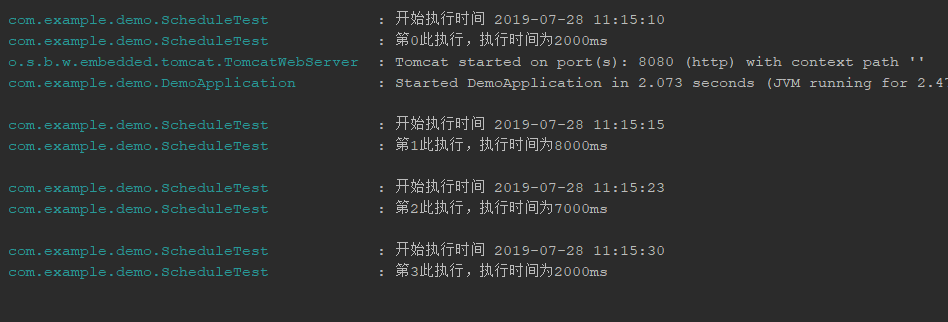 com.example.demo.ScheduleTest : 开始执行时间 2019-07-28 11:15:10
com.example.demo.ScheduleTest : 第0此执行，执行时间为2000ms
o.s.b.w.embedded.tomcat.TomcatWebServer : Tomcat started on port(s): 8080 (http) with context path ''
com.example.demo.DemoApplication : Started DemoApplication in 2.073 seconds (JVM running for 2.47
com.example.demo.ScheduleTest : 开始执行时间 2019-07-28 11:15:15
com.example.demo.ScheduleTest : 第1此执行，执行时间为8000ms
com.example.demo.ScheduleTest : 开始执行时间 2019-07-28 11:15:23
com.example.demo.ScheduleTest : 第2此执行，执行时间为7000ms
com.example.demo.ScheduleTest : 开始执行时间 2019-07-28 11:15:30
com.example.demo.ScheduleTest : 第3此执行，执行时间为2000ms